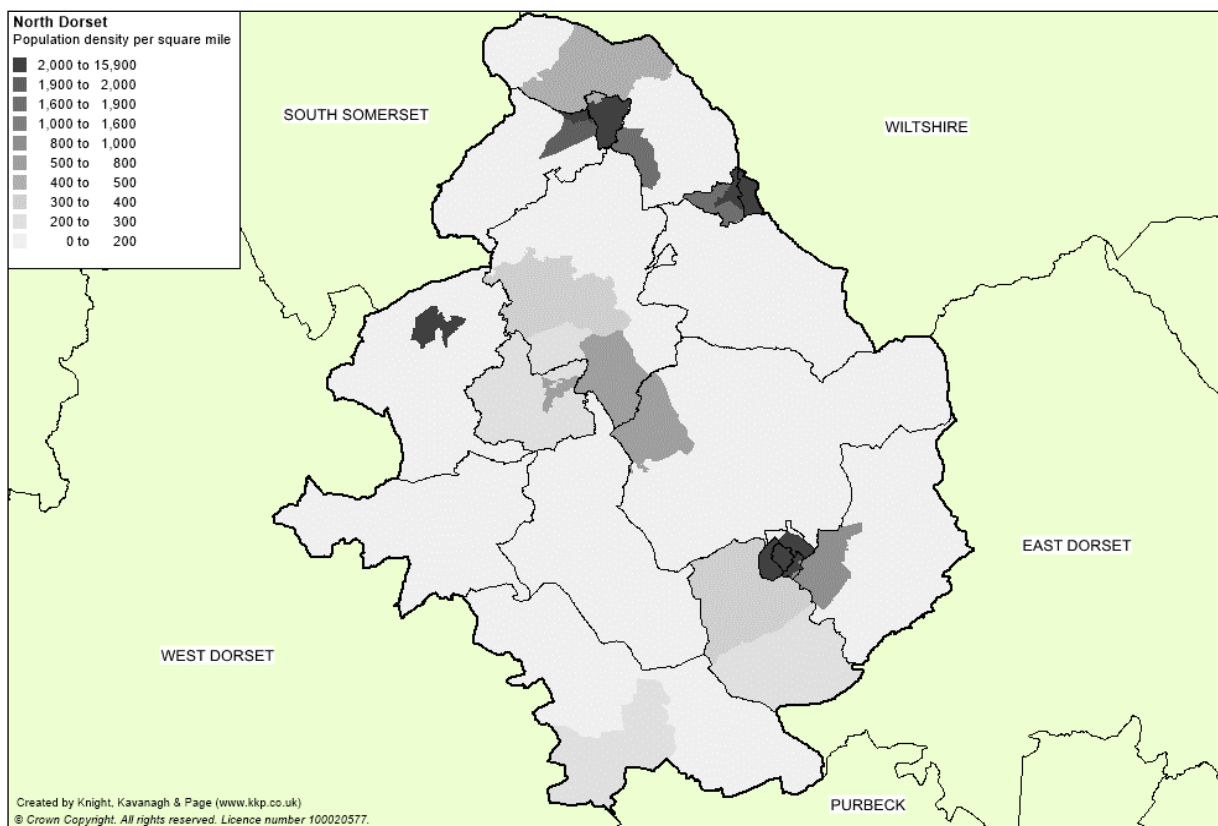 North Dorset
Population density per square mile
2,000 to 15,900
1,900 to 2,000
1,600 to 1,900
1,000 to 1,600
800 to 1,000
500 to 800
400 to 500
300 to 400
200 to 300
0 to 200
SOUTH SOMERSET
WILTSHIRE
EAST DORSET
WEST DORSET
PURBECK
Created by Knight, Kavanagh & Page (www.kkp.co.uk)
© Crown Copyright. All rights reserved. Licence number 100020577.